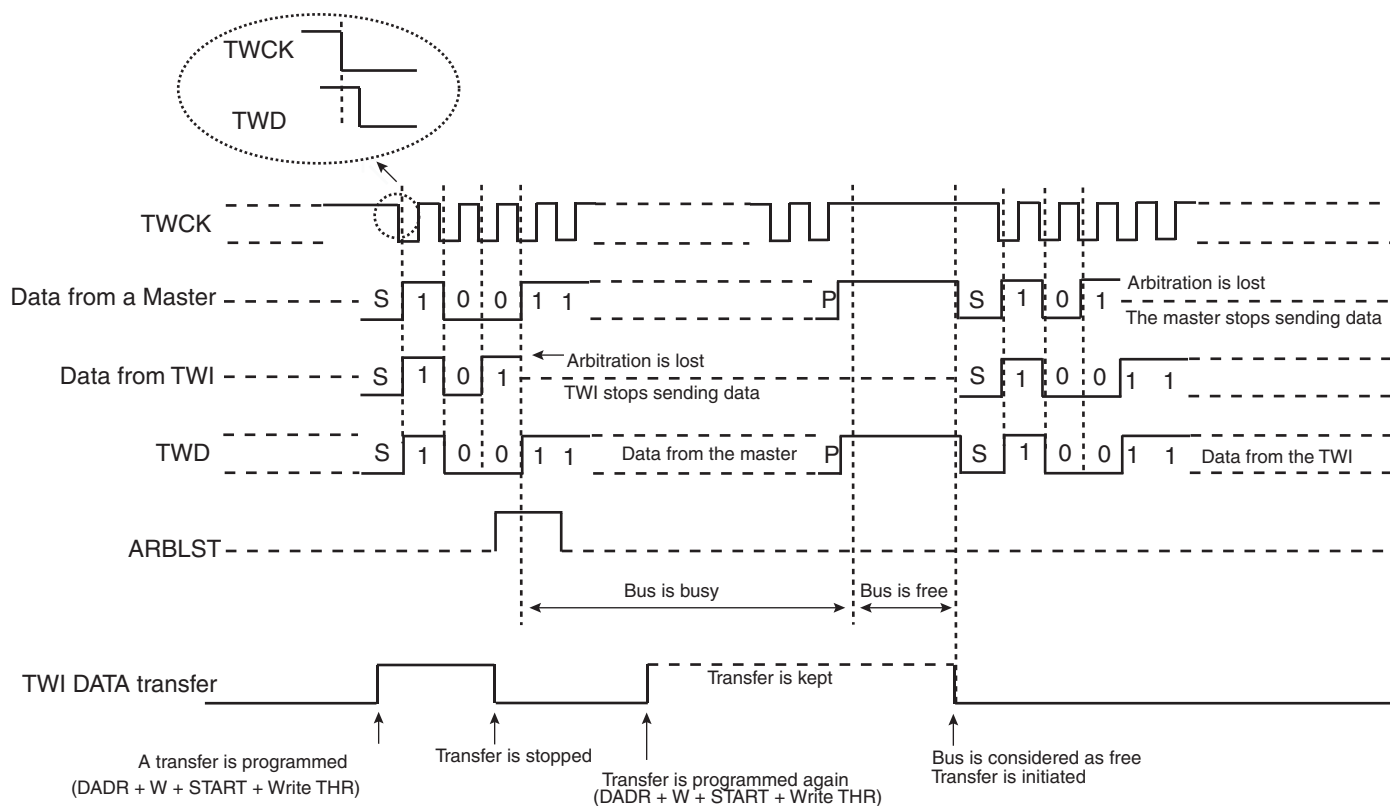 TWCK
TWD
TWCK
Data from a Master
S 1 0 0 1 1
P
S 1 0 1
Arbitration is lost
The master stops sending data
Data from TWI
S 1 0 1
Arbitration is lost
TWI stops sending data
S 1 0 0 1 1
TWD
S 1 0 0 1 1
Data from the master
P
S 1 0 0 1 1
Data from the TWI
ARBLST
Bus is busy
Bus is free
TWI DATA transfer
Transfer is kept
A transfer is programmed
(DADR + W + START + Write THR)
Transfer is stopped
Transfer is programmed again
(DADR + W + START + Write THR)
Bus is considered as free
Transfer is initiated